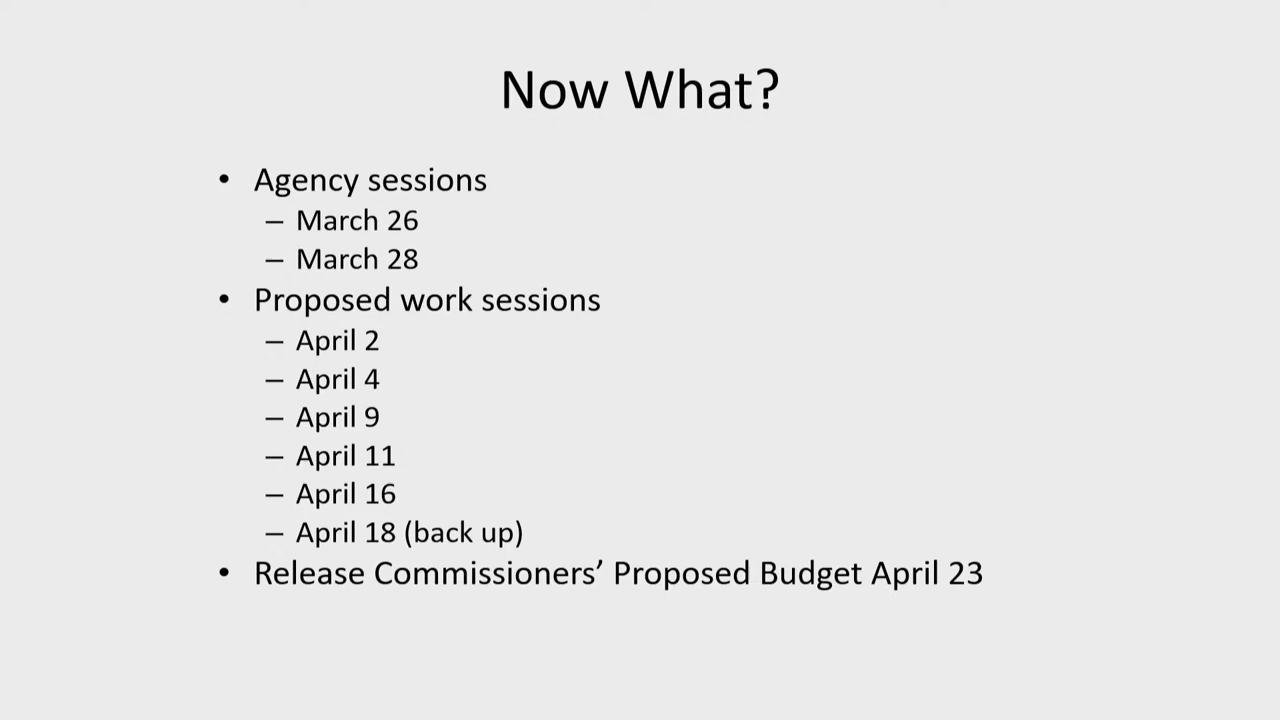 Now What?
• Agency sessions
– March 26
– March 28
• Proposed work sessions
– April 2
– April 4
– April 9
– April 11
– April 16
– April 18 (back up)
• Release Commissioners’ Proposed Budget April 23